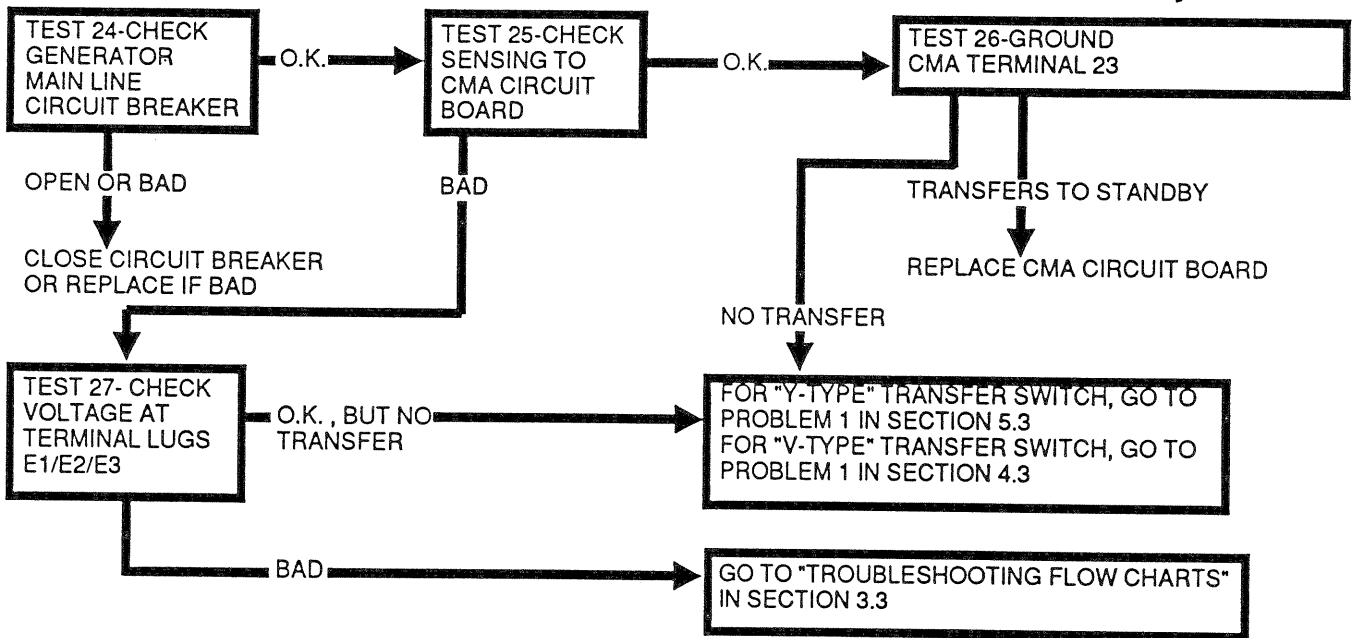 TEST 24-CHECK
GENERATOR
MAIN LINE
CIRCUIT BREAKER
O.K.
TEST 25-CHECK
SENSING TO
CMA CIRCUIT
BOARD
O.K.
TEST 26-GROUND
CMA TERMINAL 23
OPEN OR BAD
BAD
TRANSFERS TO STANDBY
CLOSE CIRCUIT BREAKER
OR REPLACE IF BAD
REPLACE CMA CIRCUIT BOARD
NO TRANSFER
TEST 27- CHECK
VOLTAGE AT
TERMINAL LUGS
E1/E2/E3
O.K. , BUT NO
TRANSFER
FOR "Y-TYPE" TRANSFER SWITCH, GO TO
PROBLEM 1 IN SECTION 5.3
FOR "V-TYPE" TRANSFER SWITCH, GO TO
PROBLEM 1 IN SECTION 4.3
BAD
GO TO "TROUBLESHOOTING FLOW CHARTS"
IN SECTION 3.3